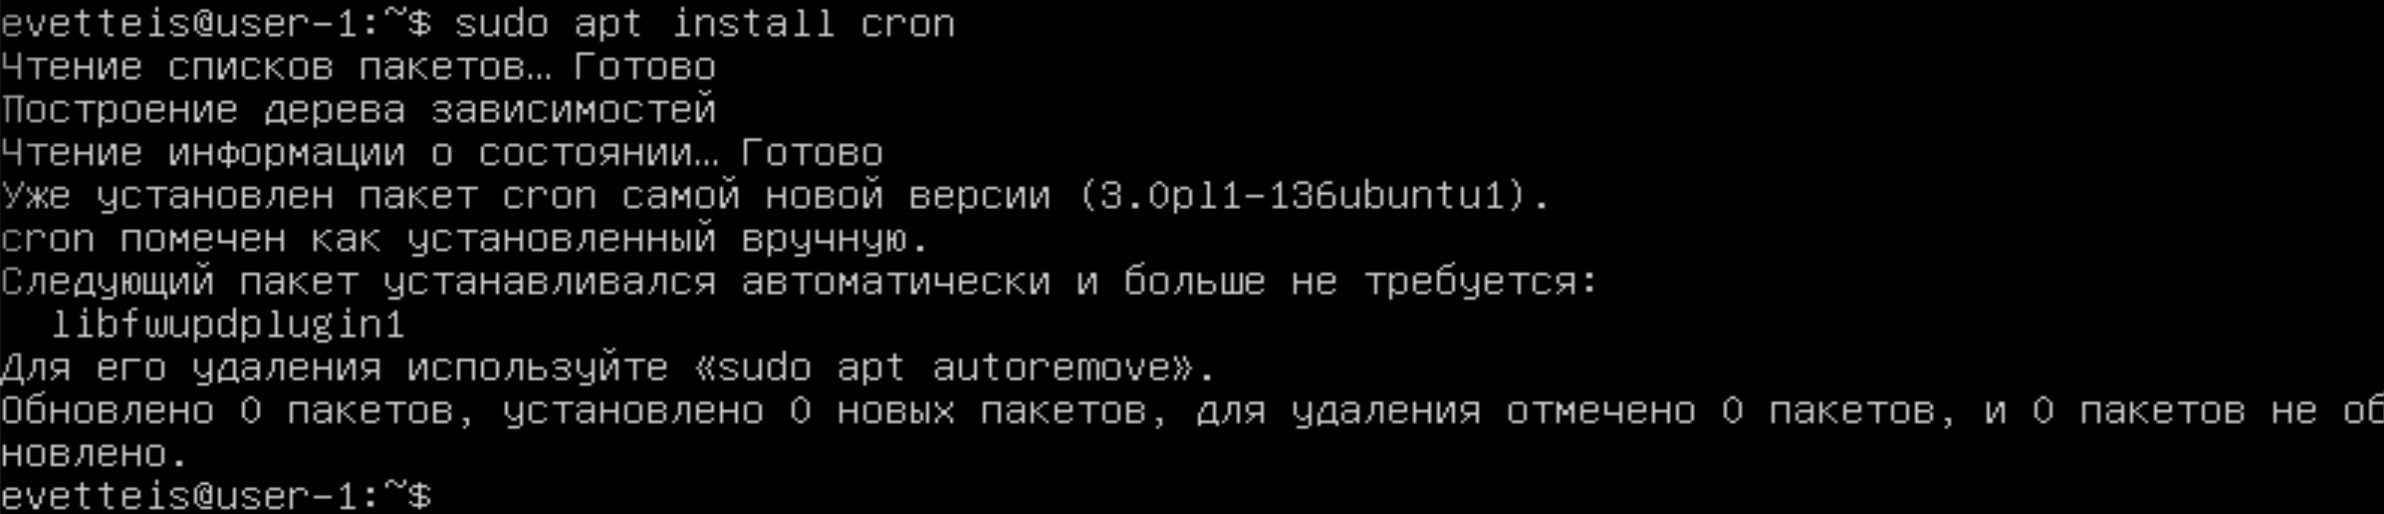 evetteis@user-1:~$ sudo apt install cron
Чтение списков пакетов… Готово
Построение дерева зависимостей
Чтение информации о состоянии… Готово
Уже установлен пакет cron самой новой версии (3.0pl1-136ubuntu1).
cron помечен как установленный вручную.
Следующий пакет устанавливался автоматически и больше не требуется:
  libfwupdplugin1
Для его удаления используйте «sudo apt autoremove».
Обновлено 0 пакетов, установлено 0 новых пакетов, для удаления отмечено 0 пакетов, и 0 пакетов не об
новлено.
evetteis@user-1:~$